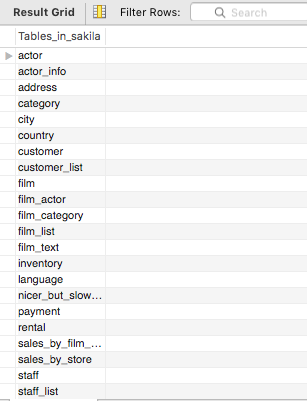 Result Grid Filter Rows: Search
Tables_in_sakila
actor
actor_info
address
category
city
country
customer
customer_list
film
film_actor
film_category
film_list
film_text
inventory
language
nicer_but_slow...
payment
rental
sales_by_film_...
sales_by_store
staff
staff_list